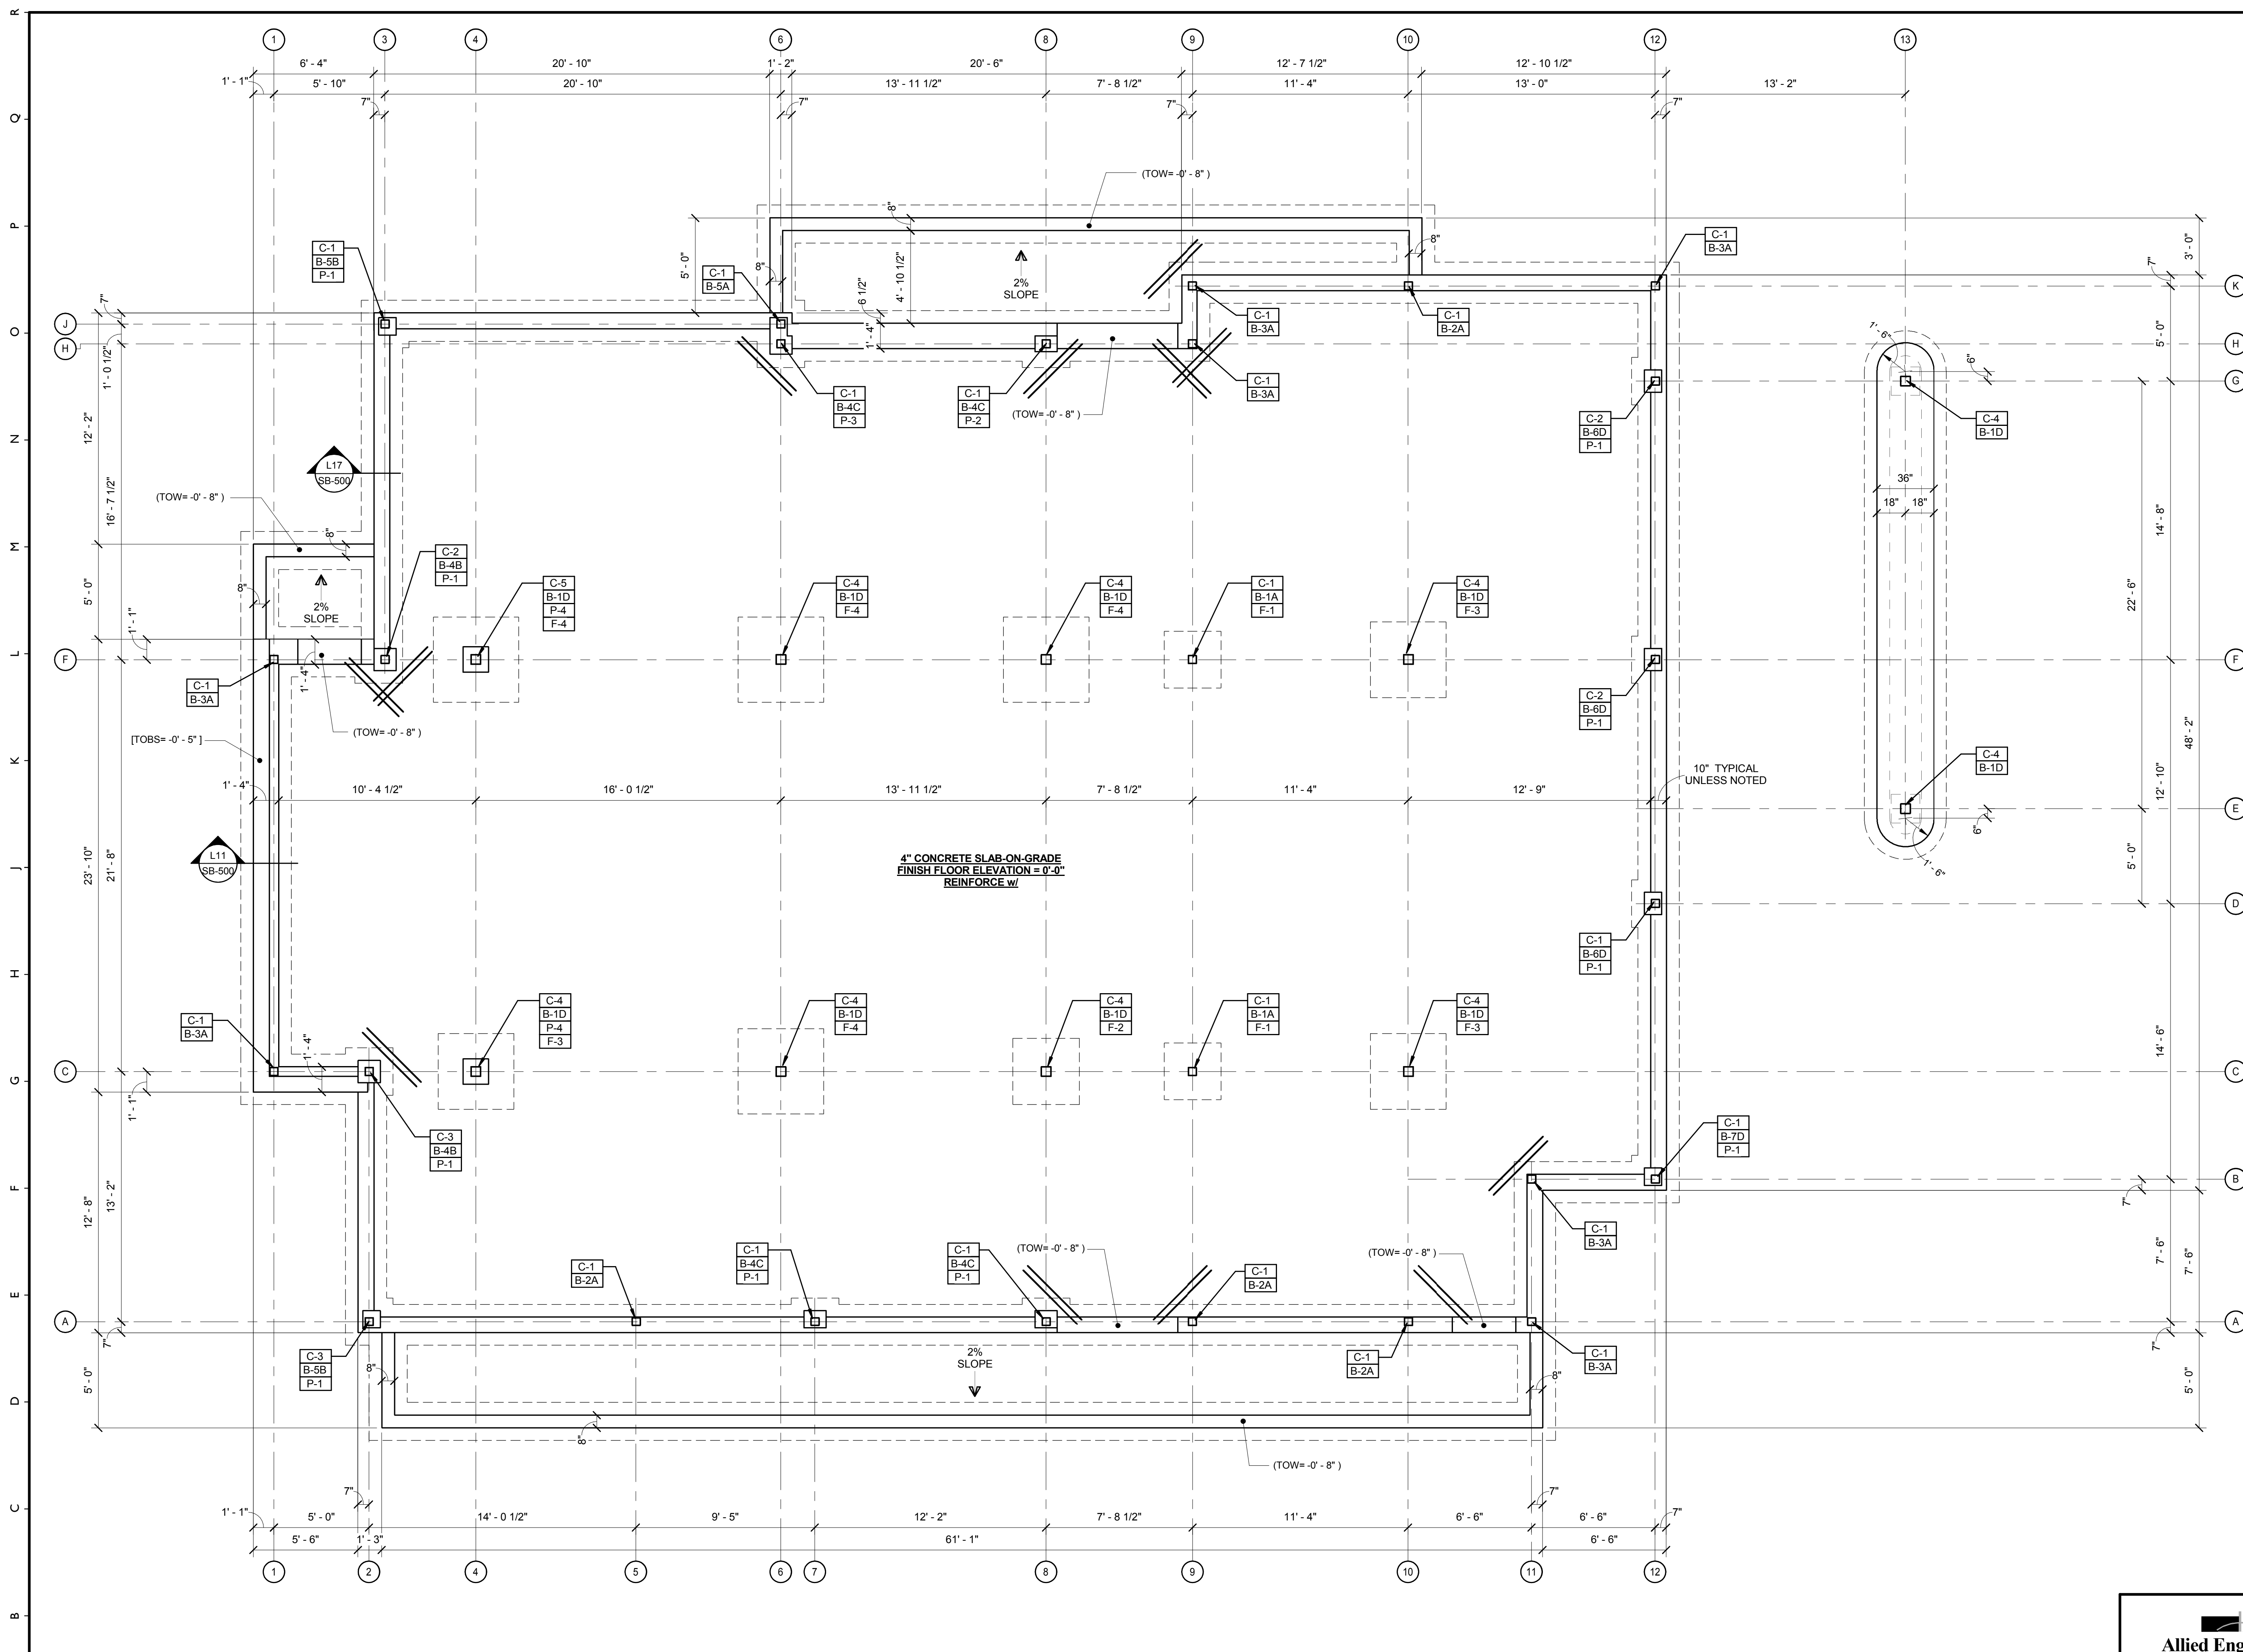 R
1
3
4
6
8
9
10
12
13
6' - 4"
20' - 10"
1' - 2"
20' - 6"
12' - 7 1/2"
12' - 10 1/2"
1' - 1"
5' - 10"
20' - 10"
13' - 11 1/2"
7' - 8 1/2"
11' - 4"
13' - 0"
13' - 2"
7"
7"
7"
7"
Q
(TOW= -0' - 8" )
P
C-1
B-5B
P-1
C-1
B-5A
5' - 0"
8"
8"
4' - 10 1/2"
6 1/2"
1' - 4"
2%
SLOPE
8"
C-1
B-3A
3' - 0"
7"
K
C-1
B-3A
C-1
B-2A
O
7"
J
H
1' - 0 1/2"
1' - 6"
6"
5' - 0"
H
G
C-1
B-4C
P-3
C-1
B-4C
P-2
(TOW= -0' - 8" )
C-1
B-3A
C-2
B-6D
P-1
C-4
B-1D
N
12' - 2"
L17
SB-500
16' - 7 1/2"
(TOW= -0' - 8" )
36"
18"
18"
14' - 8"
M
8"
8"
2%
SLOPE
5' - 0"
1' - 1"
C-2
B-4B
P-1
C-5
B-1D
P-4
F-4
C-4
B-1D
F-4
C-4
B-1D
F-4
C-1
B-1A
F-1
C-4
B-1D
F-3
22' - 6"
L
F
1' - 4"
C-1
B-3A
C-2
B-6D
P-1
F
(TOW= -0' - 8" )
[TOBS= -0' - 5" ]
K
48' - 2"
C-4
B-1D
10" TYPICAL
UNLESS NOTED
1' - 4"
10' - 4 1/2"
16' - 0 1/2"
13' - 11 1/2"
7' - 8 1/2"
11' - 4"
12' - 9"
12' - 10"
E
6"
1' - 6"
5' - 0"
J
23' - 10"
21' - 8"
L11
SB-500
4" CONCRETE SLAB-ON-GRADE
FINISH FLOOR ELEVATION = 0'-0"
REINFORCE w/
D
C-1
B-6D
P-1
H
C-1
B-3A
C-4
B-1D
P-4
F-3
C-4
B-1D
F-4
C-4
B-1D
F-2
C-1
B-1A
F-1
C-4
B-1D
F-3
14' - 6"
1' - 4"
G
C
C
1' - 1"
C-3
B-4B
P-1
C-1
B-7D
P-1
F
12' - 8"
13' - 2"
B
7"
C-1
B-3A
C-1
B-2A
C-1
B-4C
P-1
C-1
B-4C
P-1
(TOW= -0' - 8" )
C-1
B-2A
(TOW= -0' - 8" )
7' - 6"
7' - 6"
E
A
A
7"
7"
C-3
B-5B
P-1
8"
2%
SLOPE
C-1
B-2A
C-1
B-3A
8"
5' - 0"
5' - 0"
D
8"
(TOW= -0' - 8" )
C
7"
7"
1' - 1"
5' - 0"
14' - 0 1/2"
9' - 5"
12' - 2"
7' - 8 1/2"
11' - 4"
6' - 6"
6' - 6"
7"
5' - 6"
1' - 3"
61' - 1"
6' - 6"
1
2
4
5
6
7
8
9
10
11
12
B
Allied Eng